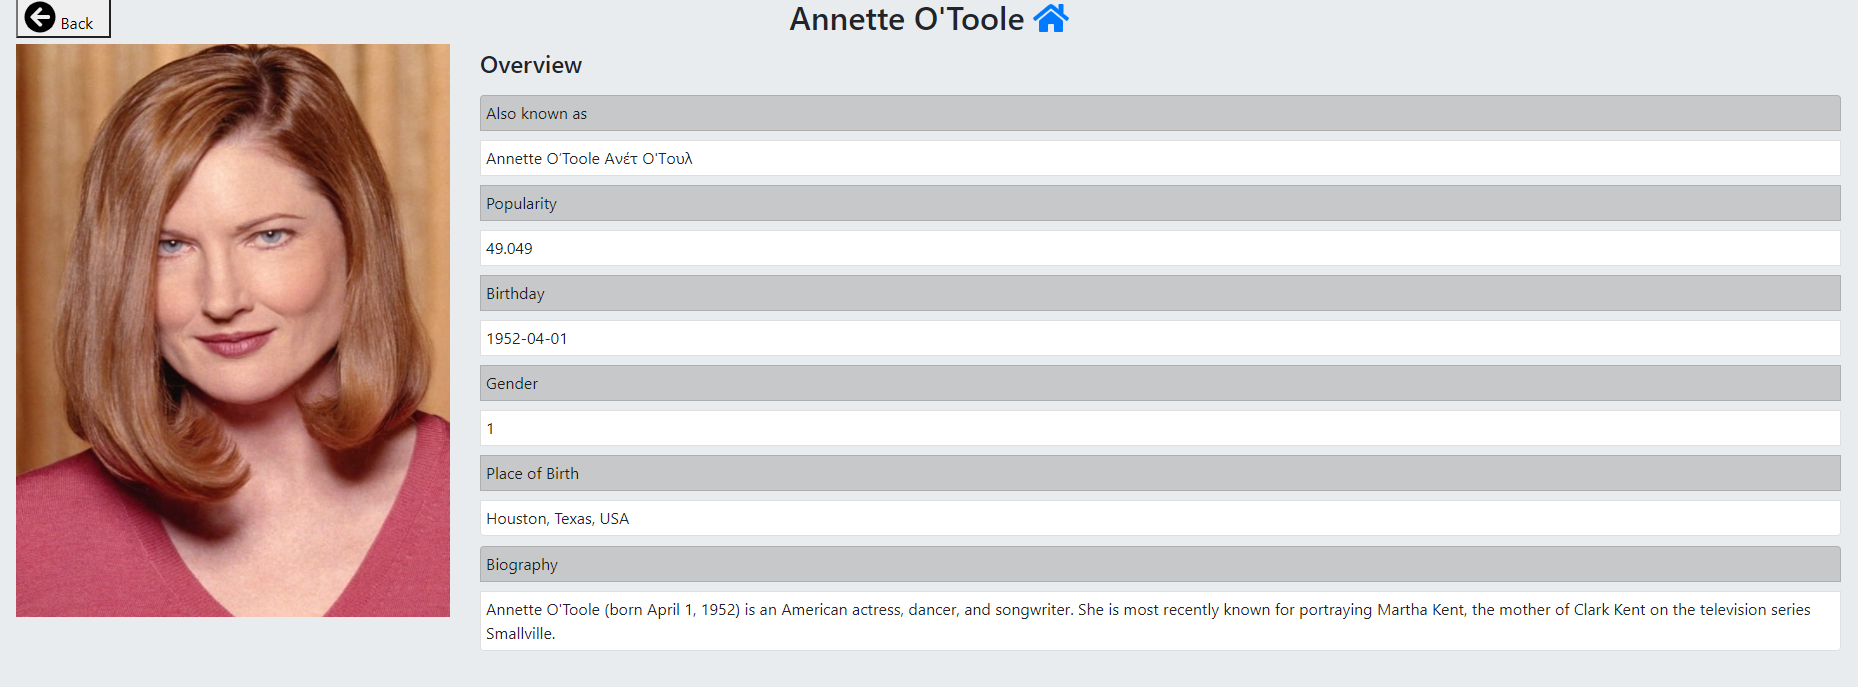 Back
Annette O'Toole
Overview
Also known as
Annette O'Toole Ανέτ Ο'Τουλ
Popularity
49.049
Birthday
1952-04-01
Gender
1
Place of Birth
Houston, Texas, USA
Biography
Annette O'Toole (born April 1, 1952) is an American actress, dancer, and songwriter. She is most recently known for portraying Martha Kent, the mother of Clark Kent on the television series
Smallville.